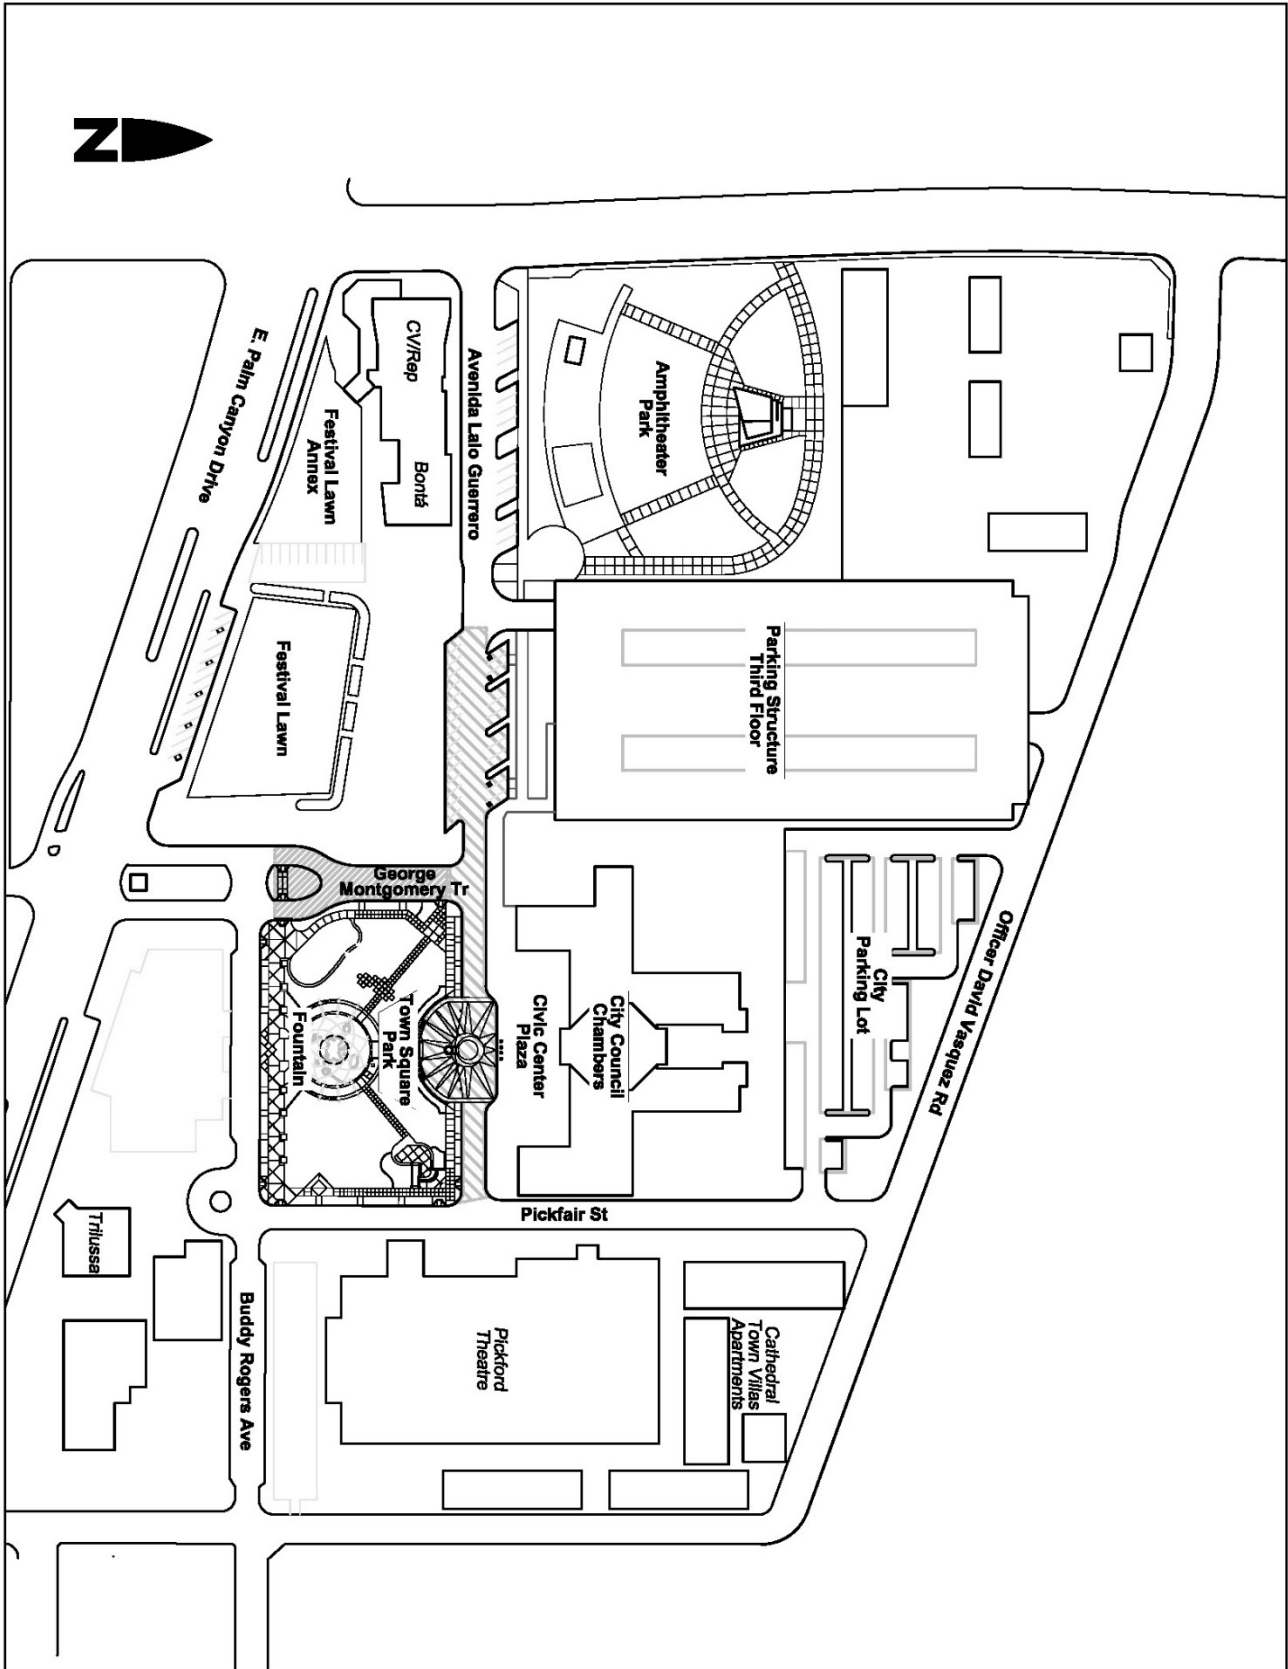 Officer David Vasquez Rd
City
Parking Lot
Parking Structure
Third Floor
Cathedral
Town Villas
Apartments
Amphitheater
Park
City Council
Chambers
Pickfair St
Civic Center
Plaza
Pickford
Theatre
Avenida Lalo Guerrero
CV/Rep
Bontá
George
Montgomery Tr
Town Square
Park
Festival Lawn
Annex
Festival Lawn
Fountain
E. Palm Canyon Drive
Buddy Rogers Ave
Trilussa
N